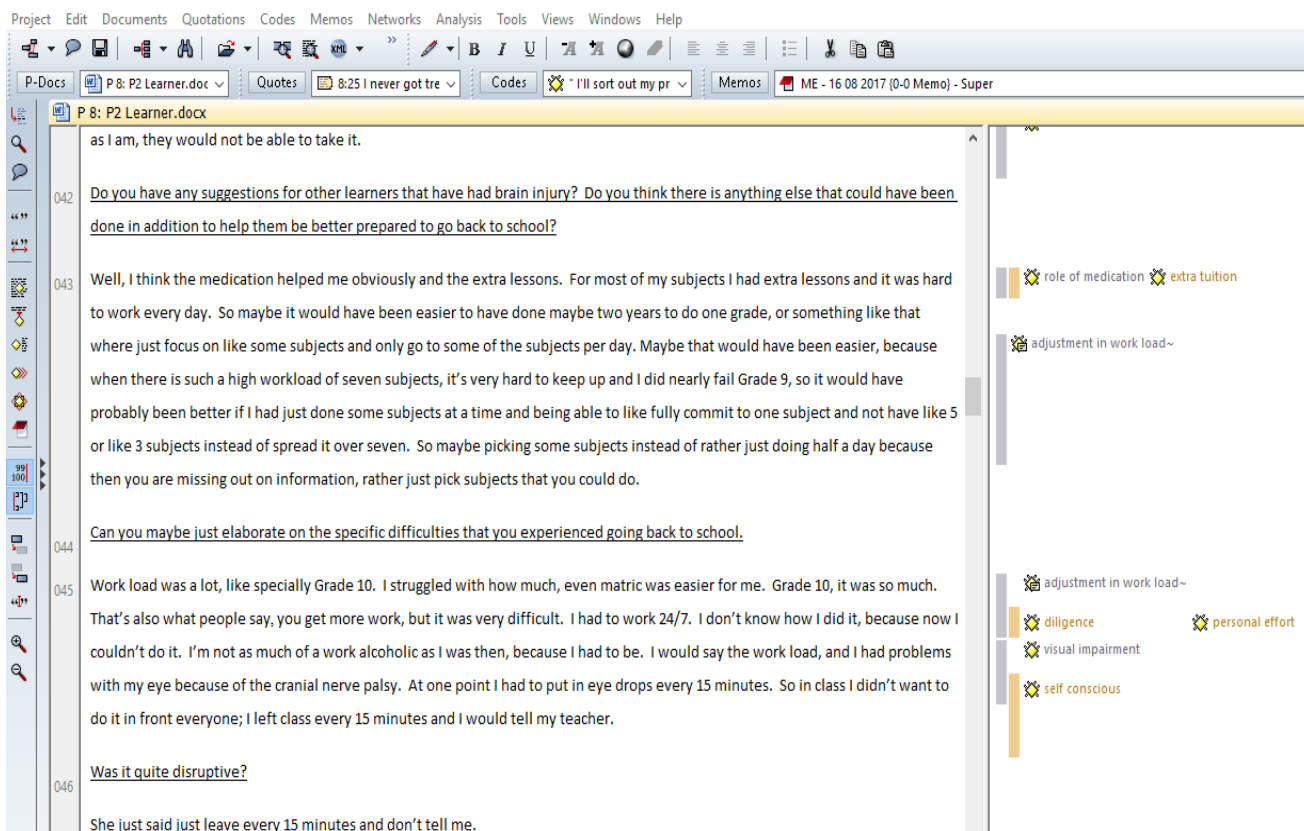 Project Edit Documents Quotations Codes Memos Networks Analysis Tools Views Windows Help
XML » B I U A A
P-Docs P 8: P2 Learner.doc Quotes 8:25 I never got tre Codes " I'll sort out my pr Memos ME - 16 08 2017 {0-0 Memo} - Super
P 8: P2 Learner.docx
as I am, they would not be able to take it.
042 Do you have any suggestions for other learners that have had brain injury? Do you think there is anything else that could have been
done in addition to help them be better prepared to go back to school?
043 Well, I think the medication helped me obviously and the extra lessons. For most of my subjects I had extra lessons and it was hard
role of medication extra tuition
to work every day. So maybe it would have been easier to have done maybe two years to do one grade, or something like that
where just focus on like some subjects and only go to some of the subjects per day. Maybe that would have been easier, because
adjustment in work load~
when there is such a high workload of seven subjects, it's very hard to keep up and I did nearly fail Grade 9, so it would have
probably been better if I had just done some subjects at a time and being able to like fully commit to one subject and not have like 5
or like 3 subjects instead of spread it over seven. So maybe picking some subjects instead of rather just doing half a day because
then you are missing out on information, rather just pick subjects that you could do.
99
100
044 Can you maybe just elaborate on the specific difficulties that you experienced going back to school.
045 Work load was a lot, like specially Grade 10. I struggled with how much, even matric was easier for me. Grade 10, it was so much.
adjustment in work load~
That's also what people say, you get more work, but it was very difficult. I had to work 24/7. I don't know how I did it, because now I
diligence personal effort
couldn't do it. I'm not as much of a work alcoholic as I was then, because I had to be. I would say the work load, and I had problems
visual impairment
with my eye because of the cranial nerve palsy. At one point I had to put in eye drops every 15 minutes. So in class I didn't want to
self conscious
do it in front everyone; I left class every 15 minutes and I would tell my teacher.
046 Was it quite disruptive?
She just said just leave every 15 minutes and don't tell me.